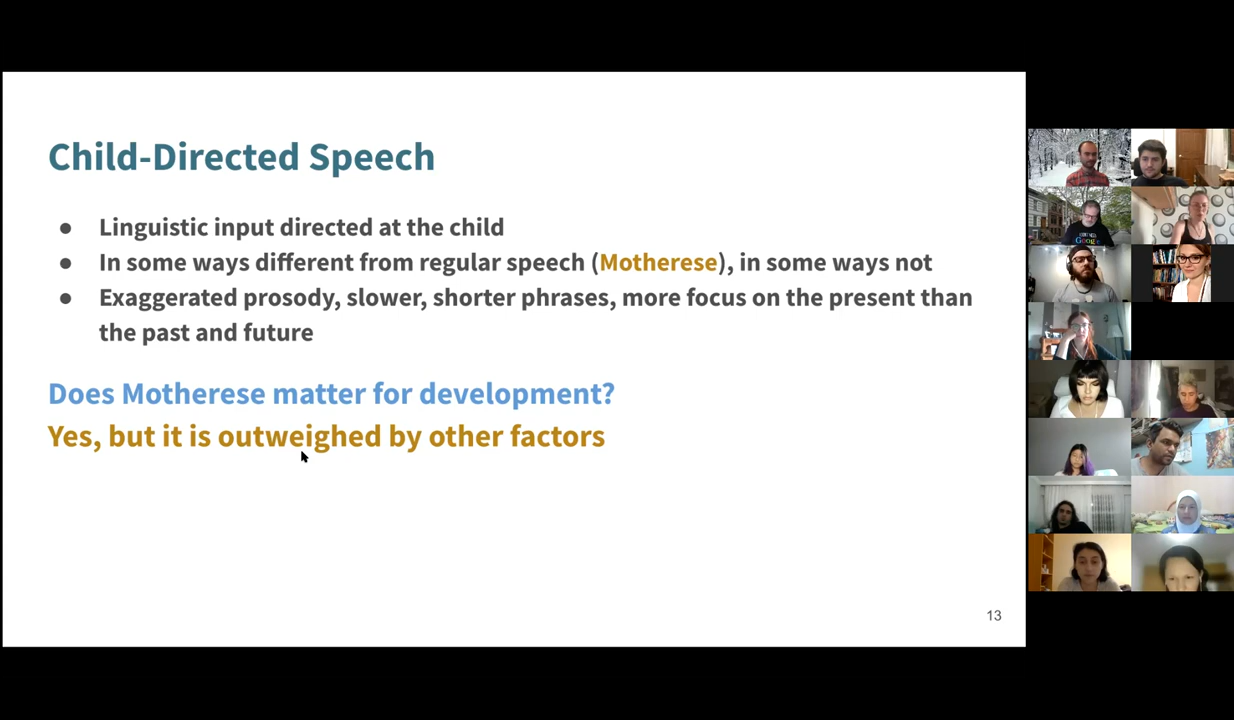 Child-Directed Speech
● Linguistic input directed at the child
● In some ways different from regular speech (Motherese), in some ways not
● Exaggerated prosody, slower, shorter phrases, more focus on the present than
the past and future
Does Motherese matter for development?
Yes, but it is outweighed by other factors
13
Google